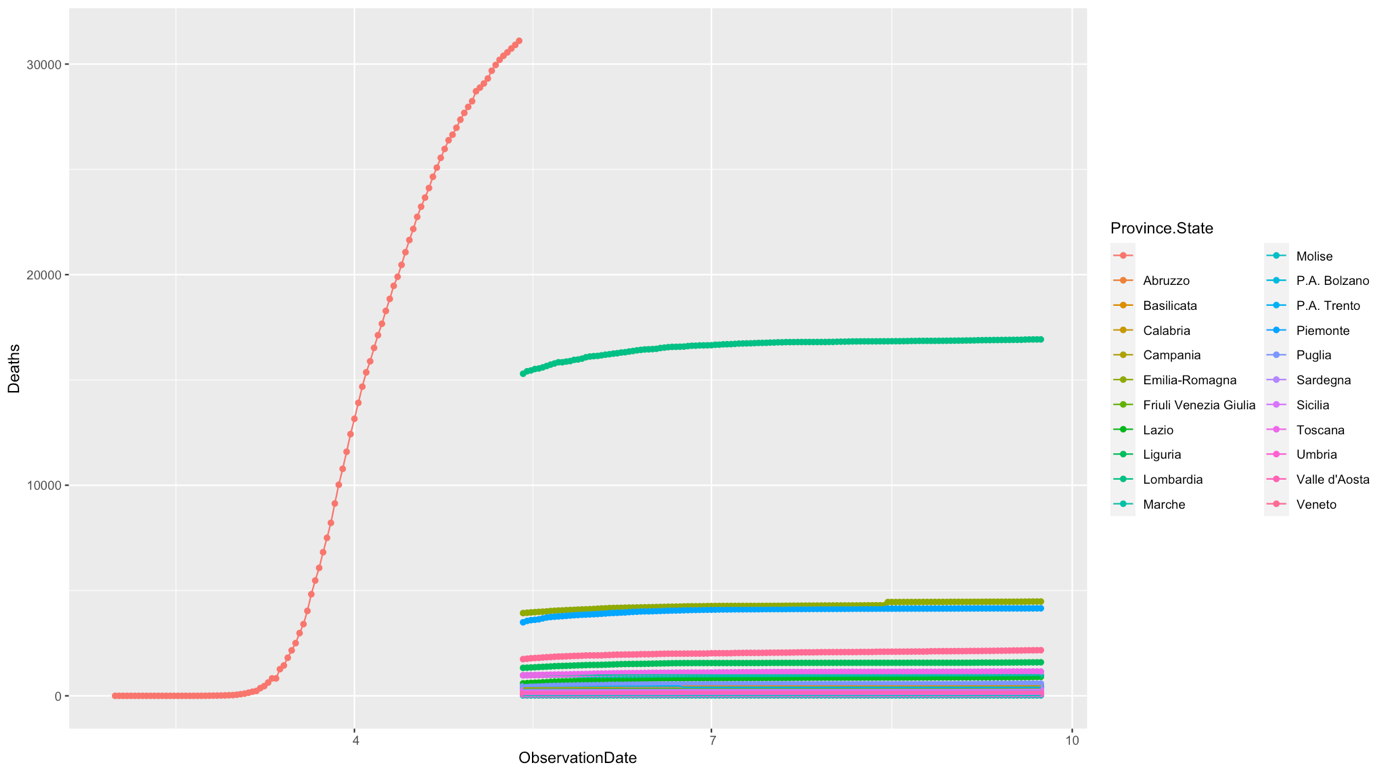 30000
20000
10000
0
Deaths
4
7
10
ObservationDate
Province.State
Abruzzo
Basilicata
Calabria
Campania
Emilia-Romagna
Friuli Venezia Giulia
Lazio
Liguria
Lombardia
Marche
Molise
P.A. Bolzano
P.A. Trento
Piemonte
Puglia
Sardegna
Sicilia
Toscana
Umbria
Valle d'Aosta
Veneto